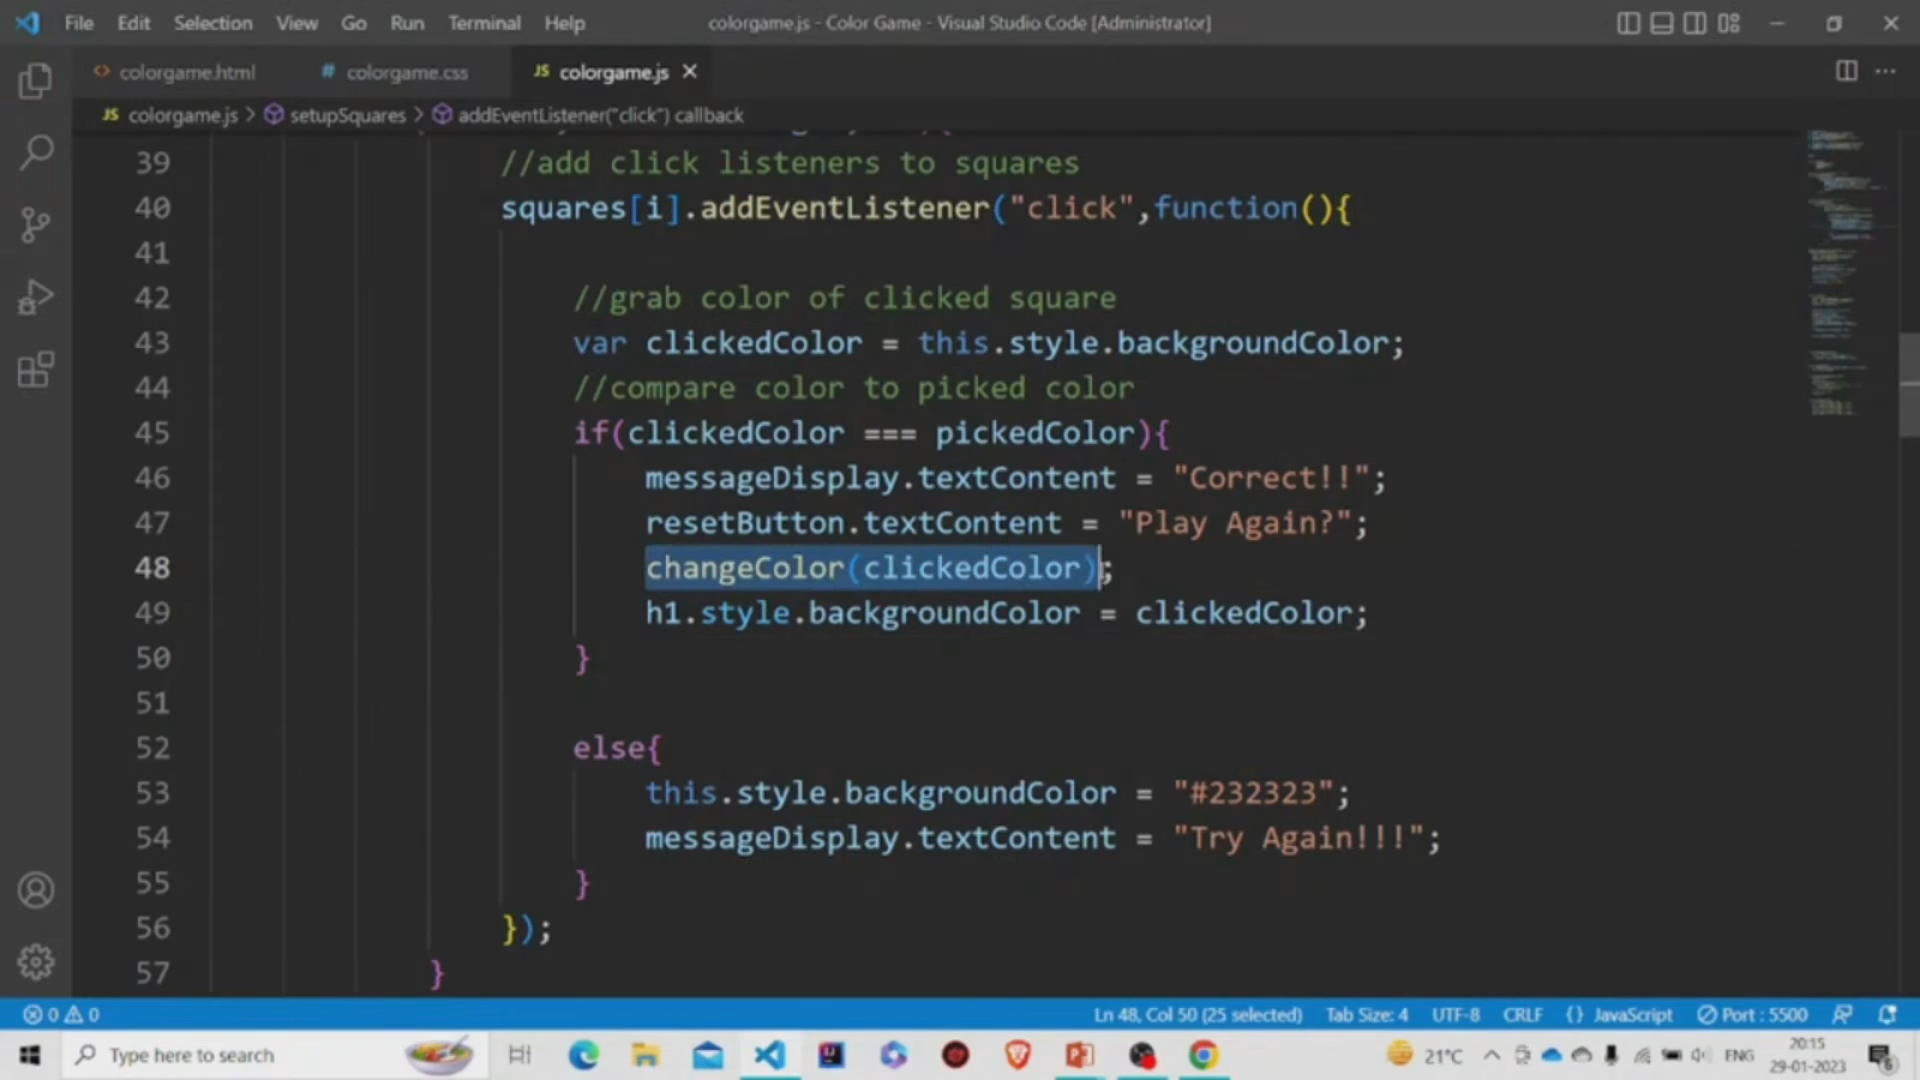 File Edit Selection View Go Run Terminal Help colorgame.js - Color Game - Visual Studio Code [Administrator]
<> colorgame.html # colorgame.css JS colorgame.js
JS colorgame.js > setupSquares > addEventListener("click") callback
39 //add click listeners to squares
40 squares[i].addEventListener("click",function(){
41
42 //grab color of clicked square
43 var clickedColor = this.style.backgroundColor;
44 //compare color to picked color
45 if(clickedColor === pickedColor){
46 messageDisplay.textContent = "Correct!!";
47 resetButton.textContent = "Play Again?";
48 changeColor(clickedColor);
49 h1.style.backgroundColor = clickedColor;
50 }
51
52 else{
53 this.style.backgroundColor = "#232323";
54 messageDisplay.textContent = "Try Again!!!";
55 }
56 });
57 }
0 0 Ln 48, Col 50 (25 selected) Tab Size: 4 UTF-8 CRLF {} JavaScript Port : 5500
Type here to search 21°C ENG 20:15
29-01-2023 6